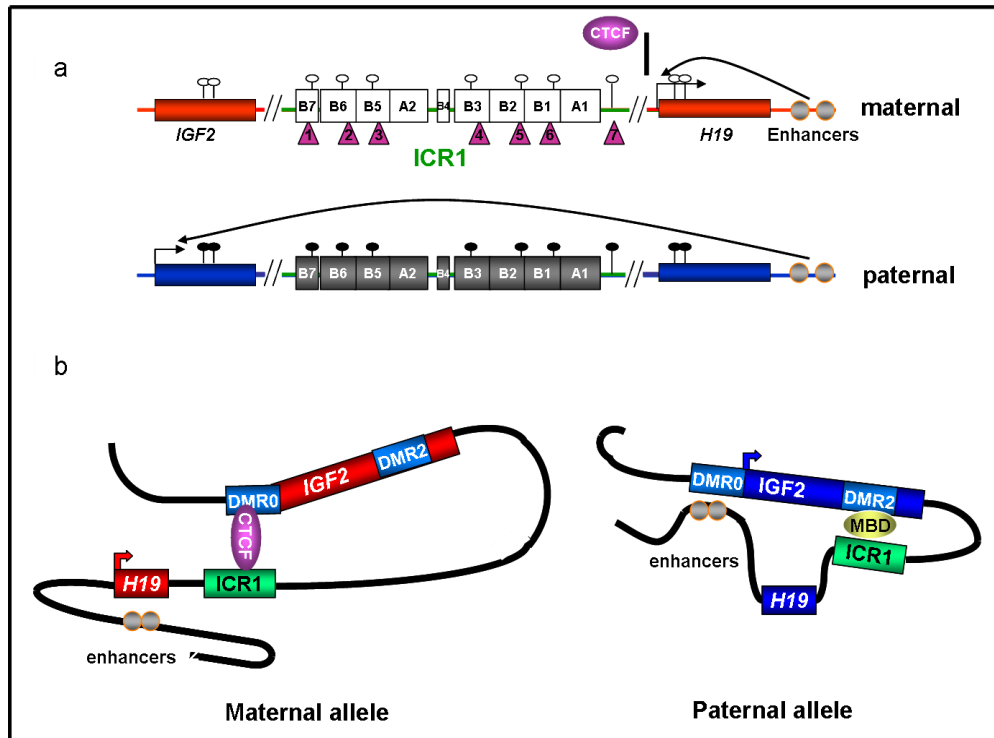 a
CTCF
B7 B6 B5 A2 B4 B3 B2 B1 A1
maternal
IGF2
H19
Enhancers
1 2 3 4 5 6 7
ICR1
B7 B6 B5 A2 B4 B3 B2 B1 A1
paternal
b
DMR0 IGF2 DMR2
CTCF
H19
ICR1
enhancers
Maternal allele
DMR0 IGF2 DMR2
MBD
enhancers
ICR1
H19
Paternal allele